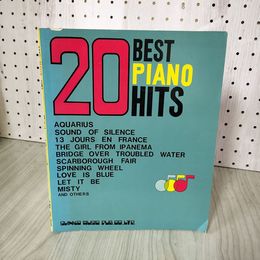 20 BEST
PIANO
HITS
AQUARIUS
SOUND OF SILENCE
13 JOURS EN FRANCE
THE GIRL FROM IPANEMA
BRIDGE OVER TROUBLED WATER
SCARBOROUGH FAIR
SPINNING WHEEL
LOVE IS BLUE
LET IT BE
MISTY
AND OTHERS